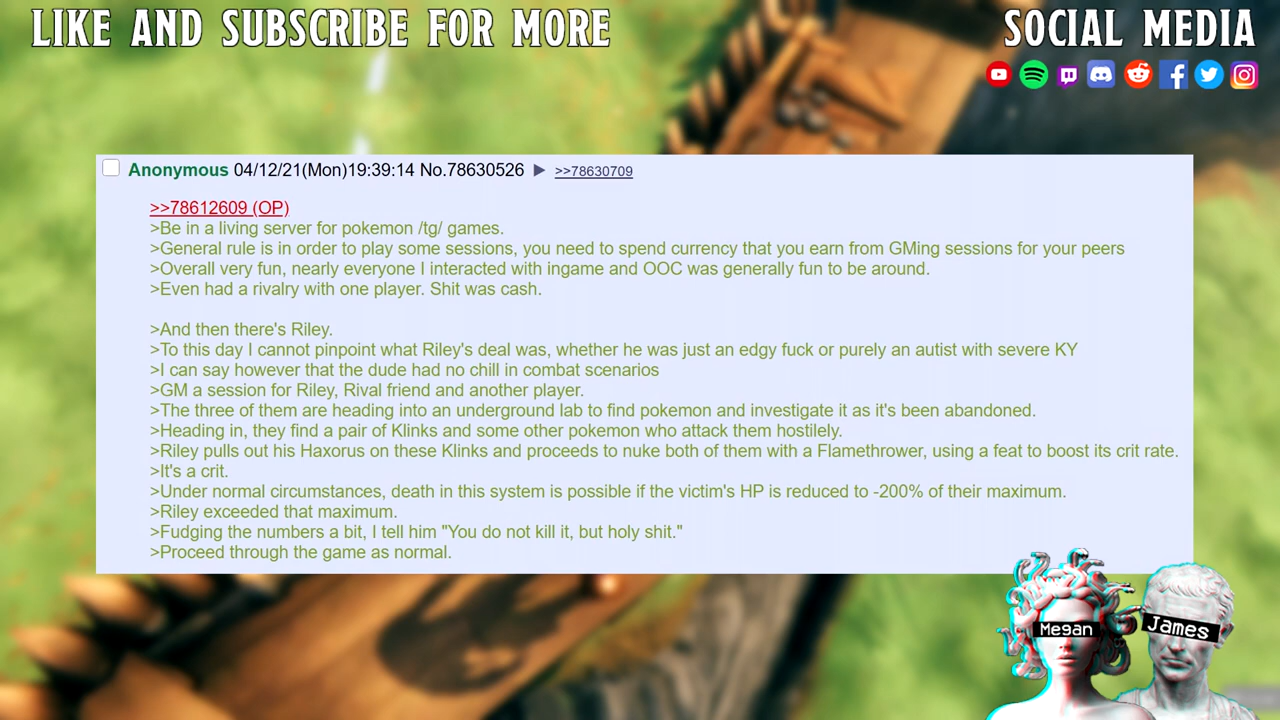 LIKE AND SUBSCRIBE FOR MORE
SOCIAL MEDIA
Anonymous 04/12/21(Mon)19:39:14 No.78630526 ▶ >>78630709
>>78612609 (OP)
>Be in a living server for pokemon /tg/ games.
>General rule is in order to play some sessions, you need to spend currency that you earn from GMing sessions for your peers
>Overall very fun, nearly everyone I interacted with ingame and OOC was generally fun to be around.
>Even had a rivalry with one player. Shit was cash.
>And then there's Riley.
>To this day I cannot pinpoint what Riley's deal was, whether he was just an edgy fuck or purely an autist with severe KY
>I can say however that the dude had no chill in combat scenarios
>GM a session for Riley, Rival friend and another player.
>The three of them are heading into an underground lab to find pokemon and investigate it as it's been abandoned.
>Heading in, they find a pair of Klinks and some other pokemon who attack them hostilely.
>Riley pulls out his Haxorus on these Klinks and proceeds to nuke both of them with a Flamethrower, using a feat to boost its crit rate.
>It's a crit.
>Under normal circumstances, death in this system is possible if the victim's HP is reduced to -200% of their maximum.
>Riley exceeded that maximum.
>Fudging the numbers a bit, I tell him "You do not kill it, but holy shit."
>Proceed through the game as normal.
Megan
James